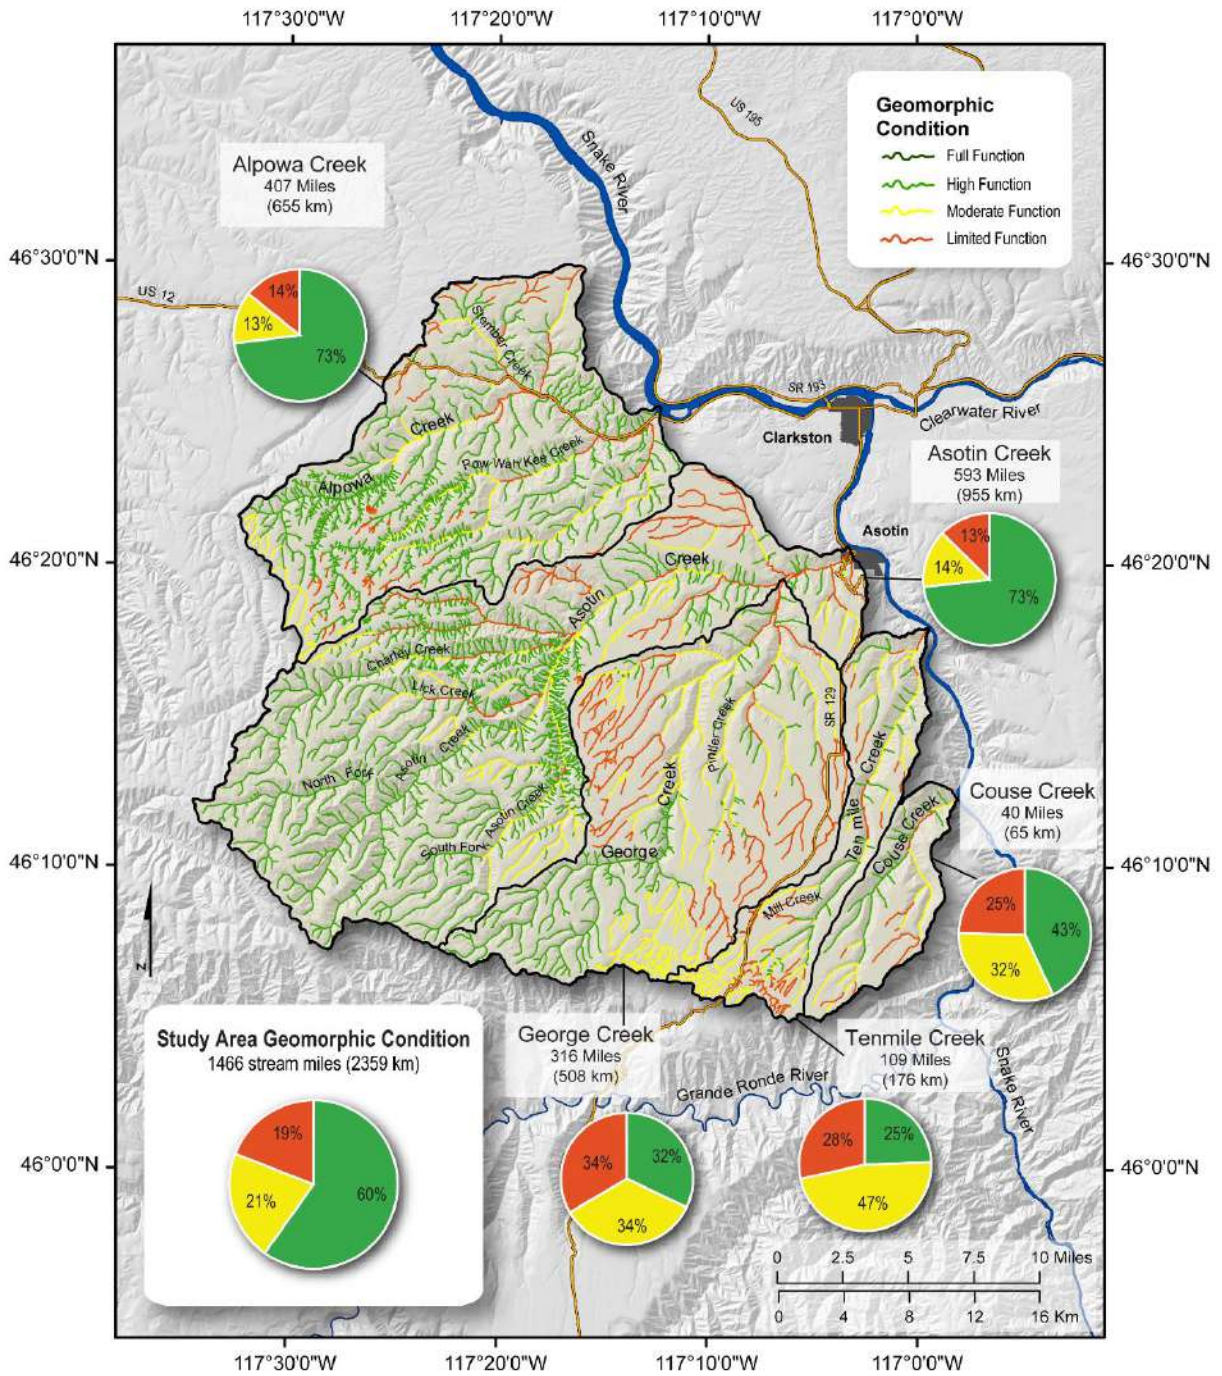 117°30'0"W 117°20'0"W 117°10'0"W 117°0'0"W
Geomorphic
Condition
Full Function
High Function
Moderate Function
Limited Function
US 195
Snake River
Alpowa Creek
407 Miles
(655 km)
46°30'0"N
46°30'0"N
US 12
14%
13%
73%
Stember Creek
SR 193
Clearwater River
Clarkston
Creek
Alpowa
Pow Wah Kee Creek
Asotin Creek
593 Miles
(955 km)
13%
14%
73%
Asotin
46°20'0"N
46°20'0"N
Creek
Asotin
Charley Creek
Lick Creek
North Fork
Asotin
Creek
South Fork
Asotin Creek
Pintler Creek
SR 129
Creek
George
Creek
Ten mile
Couse Creek
Mill Creek
Couse Creek
40 Miles
(65 km)
46°10'0"N
46°10'0"N
25%
43%
32%
N
Study Area Geomorphic Condition
1466 stream miles (2359 km)
19%
21%
60%
George Creek
316 Miles
(508 km)
34%
32%
34%
Tenmile Creek
109 Miles
(176 km)
28%
25%
47%
Grande Ronde River
Snake River
46°0'0"N
46°0'0"N
0 2.5 5 7.5 10 Miles
0 4 8 12 16 Km
117°30'0"W 117°20'0"W 117°10'0"W 117°0'0"W